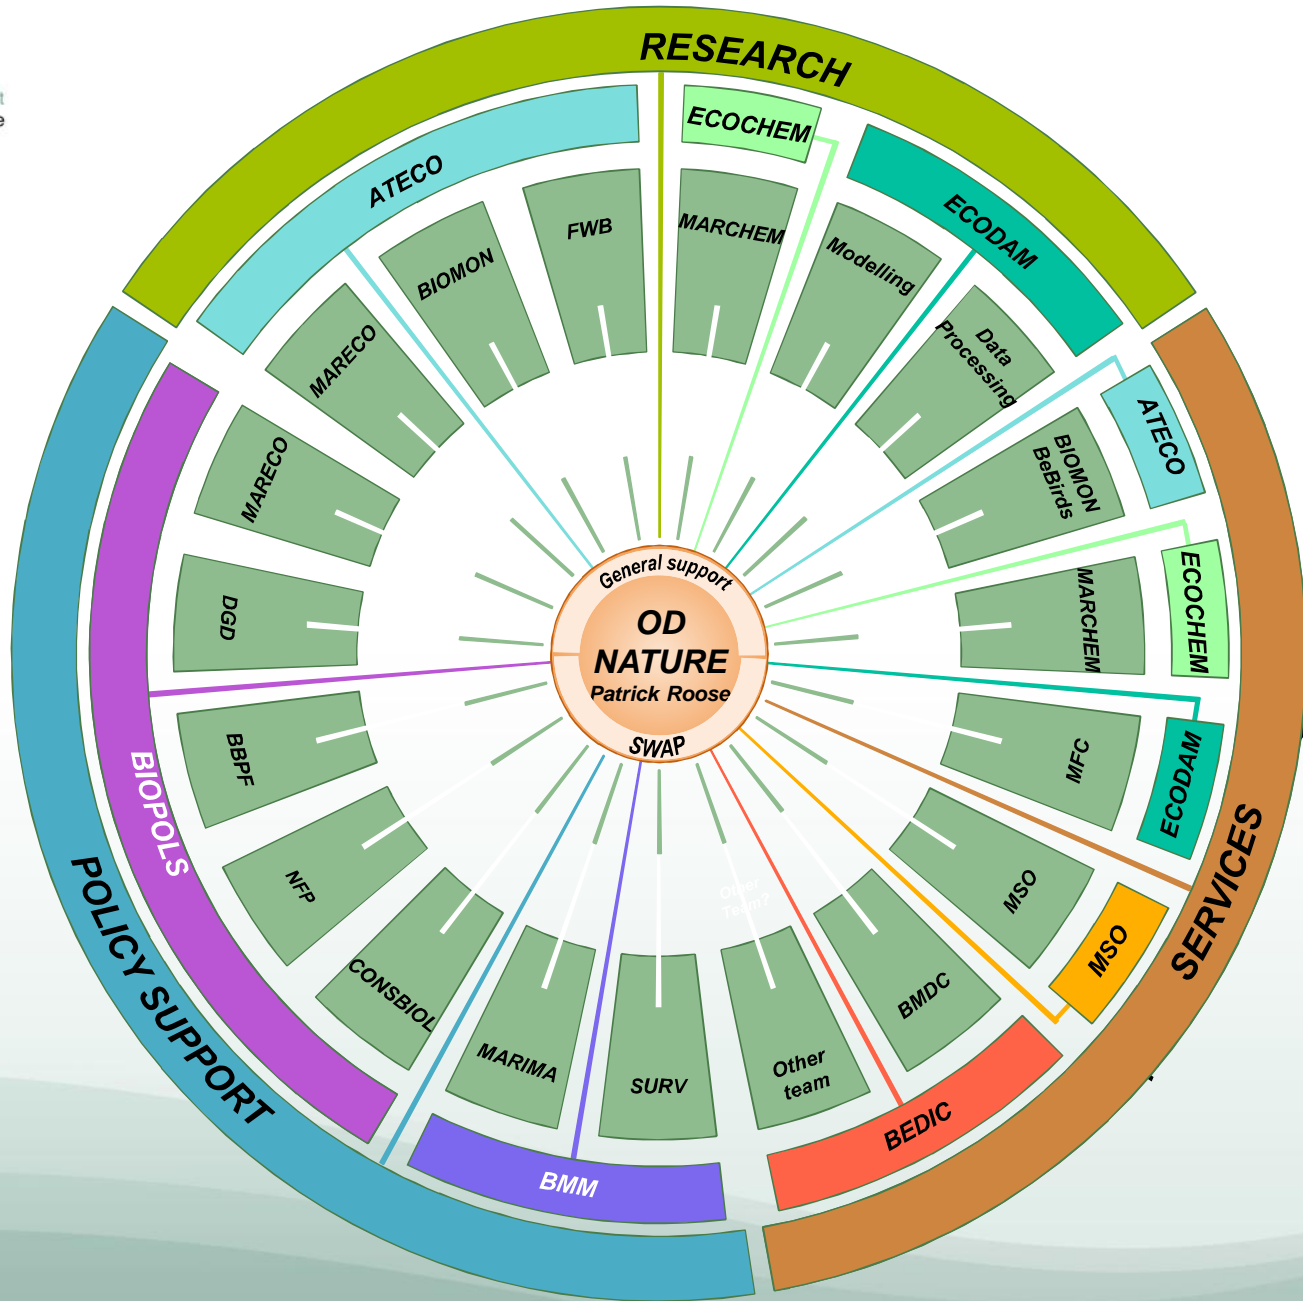 RESEARCH
ECOCHEM
ECODAM
ATECO
MARCHEM
Modelling
Data
Processing
FWB
BIOMON
MARECO
SERVICES
ATECO
BIOMON
BeBirds
ECOCHEM
MARCHEM
ECODAM
MFC
MSO
MSO
BEDIC
BMDC
Other
team
Other
Team?
POLICY SUPPORT
BMM
SURV
MARIMA
BIOPOLS
CONSBIOL
NFP
BBPF
DGD
MARECO
General support
OD
NATURE
Patrick Roose
SWAP
t
e